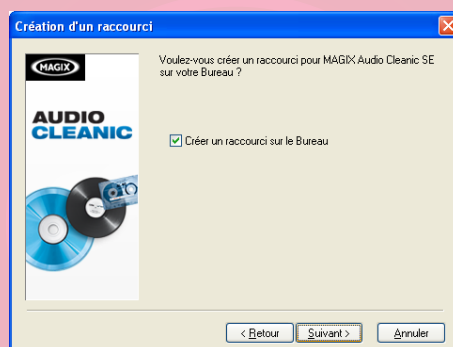 Création d'un raccourci
MAGIX
AUDIO
CLEANIC
Voulez-vous créer un raccourci pour MAGIX Audio Cleanic SE
sur votre Bureau ?
Créer un raccourci sur le Bureau
< Retour
Suivant >
Annuler